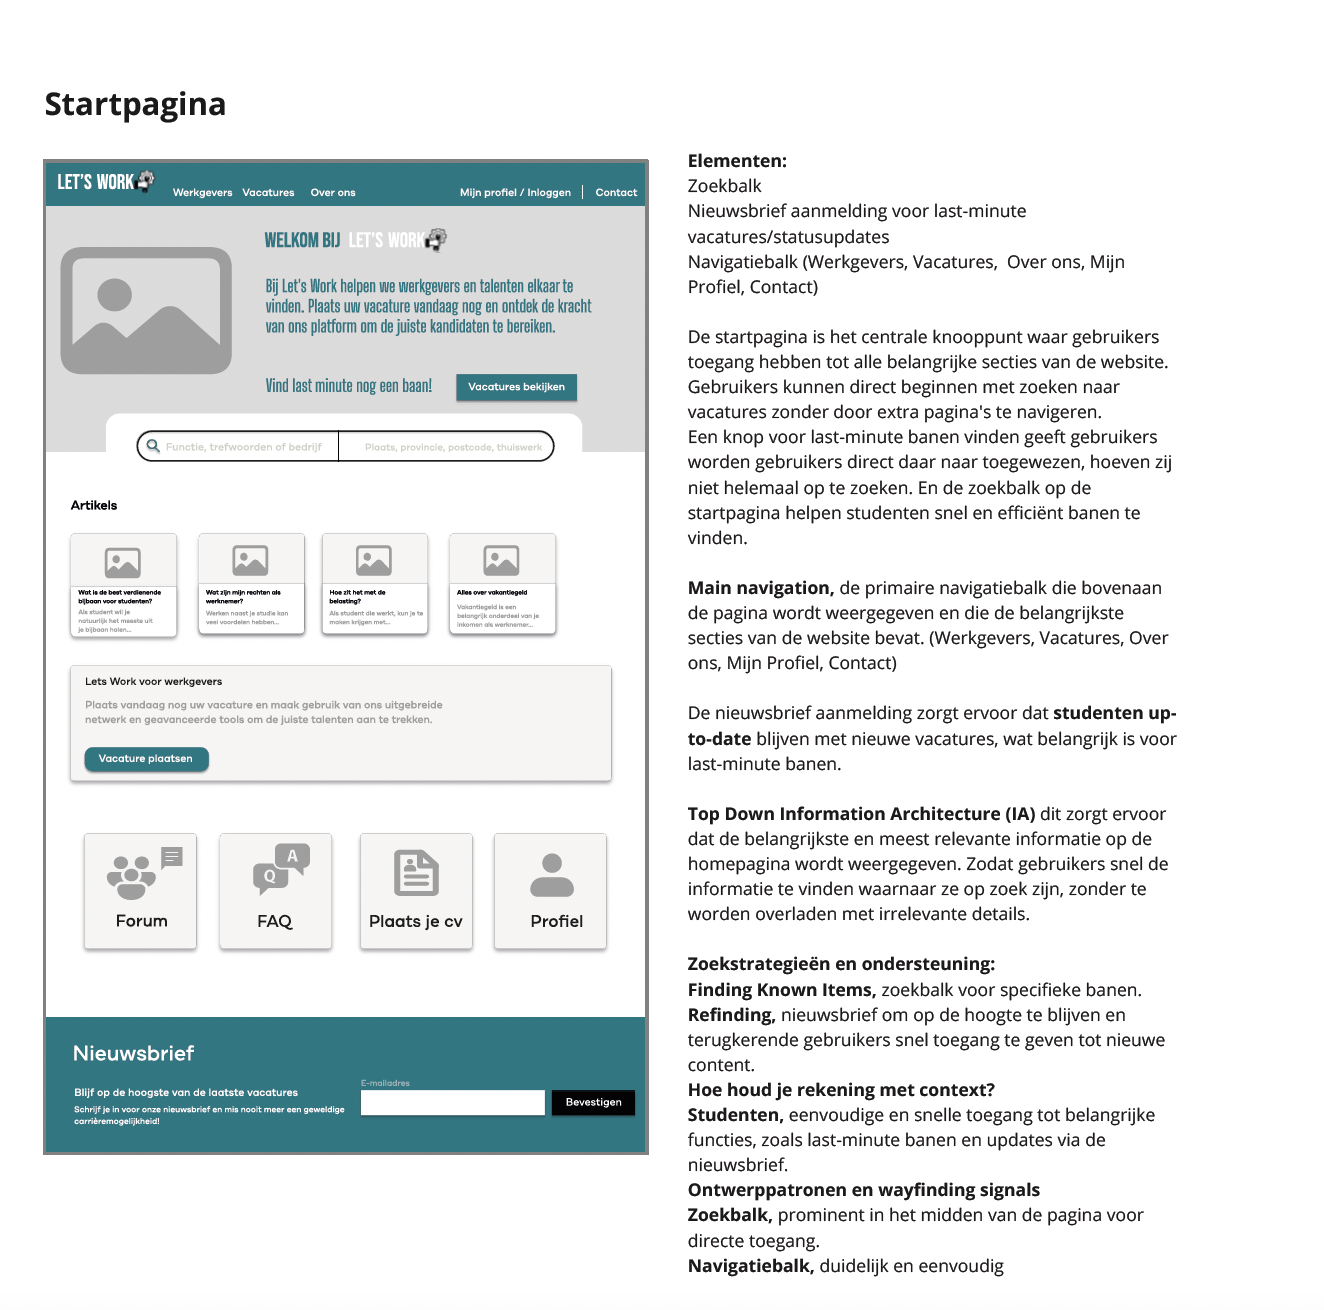 Startpagina
LET'S WORK
Werkgevers Vacatures Over ons Mijn profiel / Inloggen Contact
WELKOM BIJ LET'S WORK
Bij Let's Work helpen we werkgevers en talenten elkaar te
vinden. Plaats uw vacature vandaag nog en ontdek de kracht
van ons platform om de juiste kandidaten te bereiken.
Vind last minute nog een baan!
Vacatures bekijken
Functie, trefwoorden of bedrijf
Plaats, provincie, postcode, thuiswerk
Artikels
Wat is de best verdienende
bijbaan voor studenten?
Als student wil je
natuurlijk het meeste uit
je bijbaan halen...
Wat zijn mijn rechten als
werknemer?
Werken naast je studie kan
veel voordelen hebben...
Hoe zit het met de
belasting?
Als student die werkt, kun je te
maken krijgen met...
Alles over vakantiegeld
Vakantiegeld is een
belangrijk onderdeel van je
inkomen als werknemer...
Lets Work voor werkgevers
Plaats vandaag nog uw vacature en maak gebruik van ons uitgebreide
netwerk en geavanceerde tools om de juiste talenten aan te trekken.
Vacature plaatsen
Forum
A
Q
FAQ
Plaats je cv
Profiel
Nieuwsbrief
Blijf op de hoogste van de laatste vacatures
Schrijf je in voor onze nieuwsbrief en mis nooit meer een geweldige
carrièremogelijkheid!
E-mailadres
Bevestigen
Elementen:
Zoekbalk
Nieuwsbrief aanmelding voor last-minute
vacatures/statusupdates
Navigatiebalk (Werkgevers, Vacatures, Over ons, Mijn
Profiel, Contact)
De startpagina is het centrale knooppunt waar gebruikers
toegang hebben tot alle belangrijke secties van de website.
Gebruikers kunnen direct beginnen met zoeken naar
vacatures zonder door extra pagina's te navigeren.
Een knop voor last-minute banen vinden geeft gebruikers
worden gebruikers direct daar naar toegewezen, hoeven zij
niet helemaal op te zoeken. En de zoekbalk op de
startpagina helpen studenten snel en efficiënt banen te
vinden.
Main navigation, de primaire navigatiebalk die bovenaan
de pagina wordt weergegeven en die de belangrijkste
secties van de website bevat. (Werkgevers, Vacatures, Over
ons, Mijn Profiel, Contact)
De nieuwsbrief aanmelding zorgt ervoor dat studenten up-
to-date blijven met nieuwe vacatures, wat belangrijk is voor
last-minute banen.
Top Down Information Architecture (IA) dit zorgt ervoor
dat de belangrijkste en meest relevante informatie op de
homepagina wordt weergegeven. Zodat gebruikers snel de
informatie te vinden waarnaar ze op zoek zijn, zonder te
worden overladen met irrelevante details.
Zoekstrategieën en ondersteuning:
Finding Known Items, zoekbalk voor specifieke banen.
Refinding, nieuwsbrief om op de hoogte te blijven en
terugkerende gebruikers snel toegang te geven tot nieuwe
content.
Hoe houd je rekening met context?
Studenten, eenvoudige en snelle toegang tot belangrijke
functies, zoals last-minute banen en updates via de
nieuwsbrief.
Ontwerppatronen en wayfinding signals
Zoekbalk, prominent in het midden van de pagina voor
directe toegang.
Navigatiebalk, duidelijk en eenvoudig